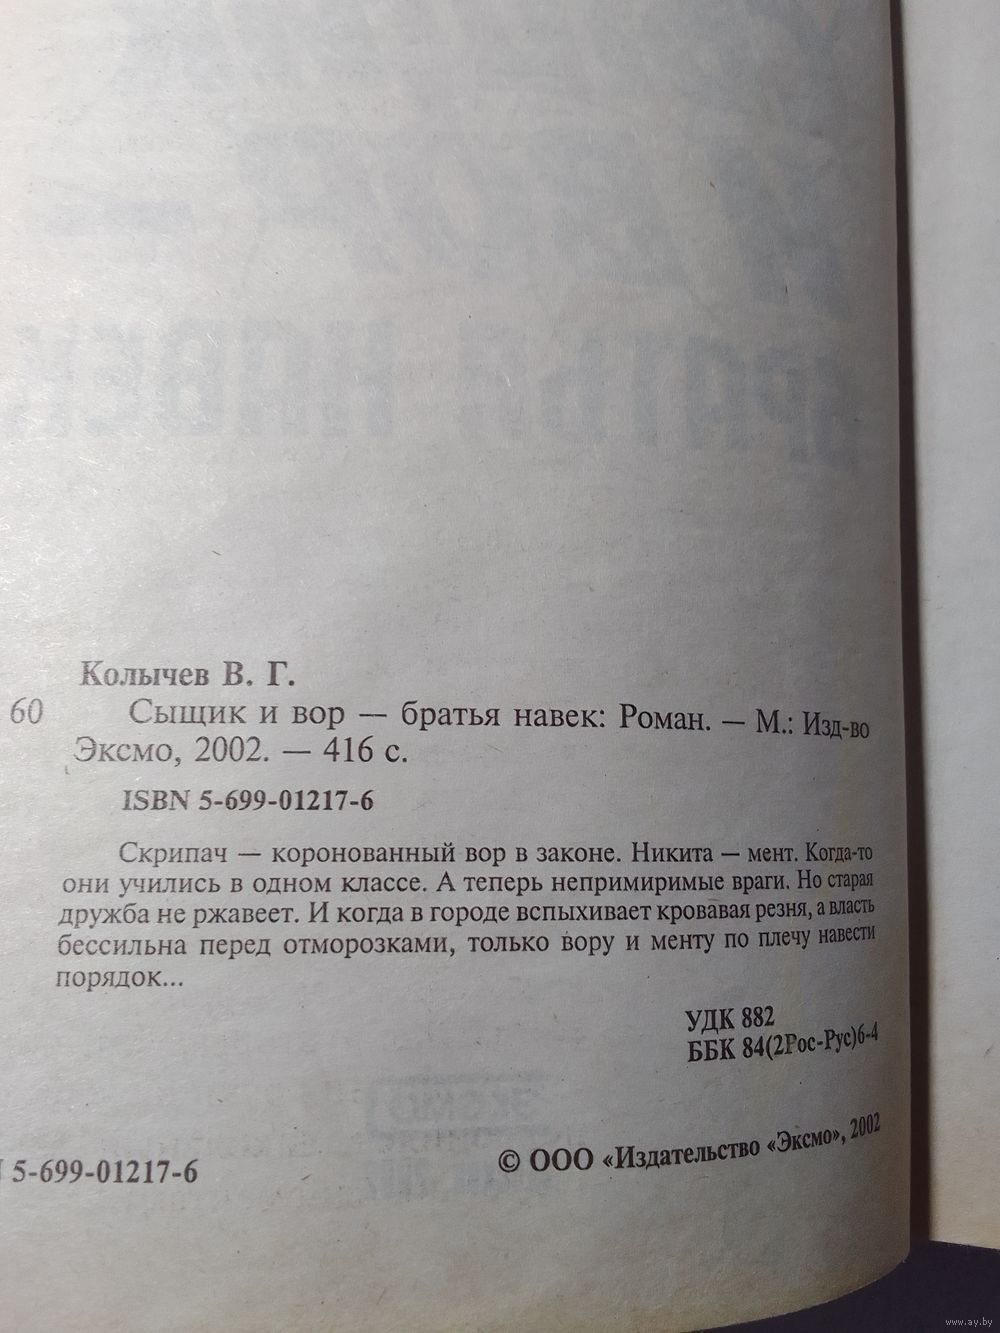 Колычев В. Г.
60 Сыщик и вор — братья навек: Роман. — М.: Изд-во
Эксмо, 2002. — 416 с.
ISBN 5-699-01217-6
Скрипач — коронованный вор в законе. Никита — мент. Когда-то
они учились в одном классе. А теперь непримиримые враги. Но старая
дружба не ржавеет. И когда в городе вспыхивает кровавая резня, а власть
бессильна перед отморозками, только вору и менту по плечу навести
порядок...
УДК 882
ББК 84(2Рос-Рус)6-4
5-699-01217-6
© ООО «Издательство «Эксмо», 2002
www.ay.by